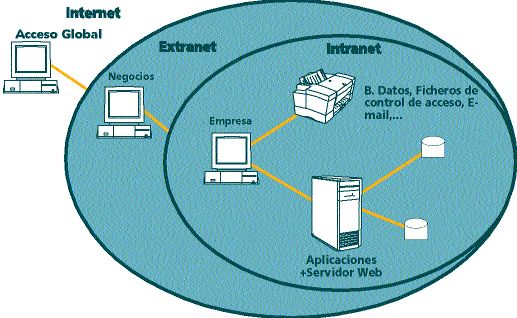 Internet
Acceso Global
Extranet
Intranet
Negocios
B. Datos, Ficheros de
control de acceso, E-
mail,...
Empresa
Aplicaciones
+Servidor Web